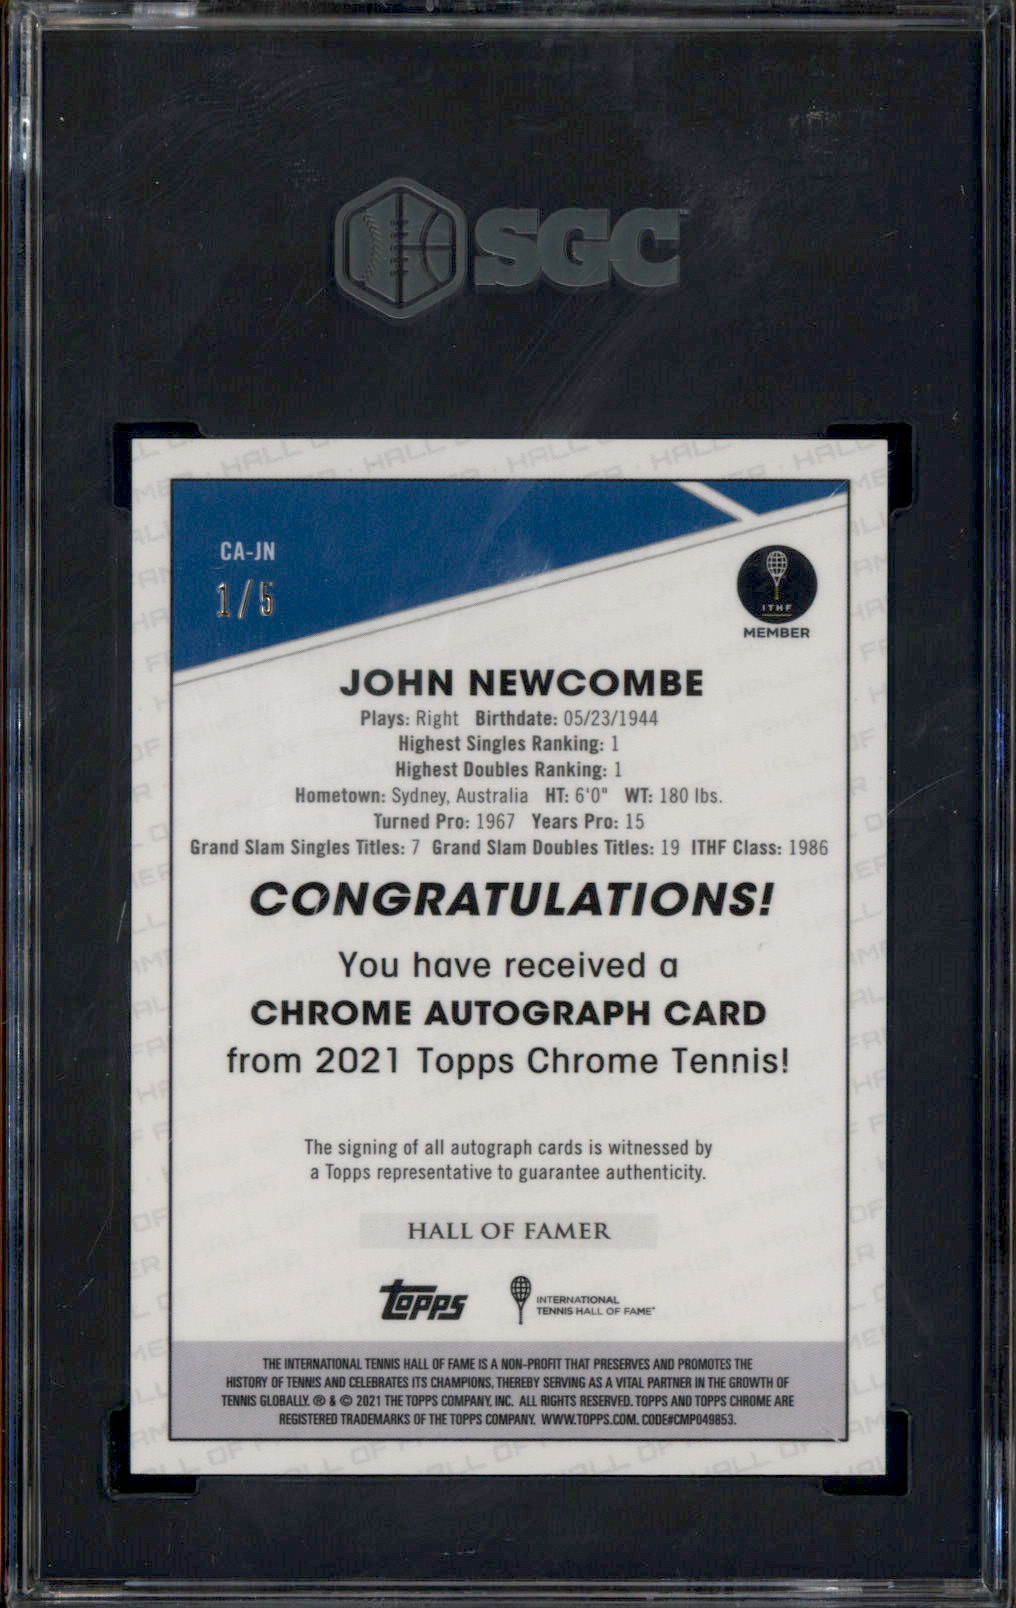 SGC
CA-JN
1/5
ITHF
MEMBER
JOHN NEWCOMBE
Plays: Right Birthdate: 05/23/1944
Highest Singles Ranking: 1
Highest Doubles Ranking: 1
Hometown: Sydney, Australia HT: 6'0" WT: 180 lbs.
Turned Pro: 1967 Years Pro: 15
Grand Slam Singles Titles: 7 Grand Slam Doubles Titles: 19 ITHF Class: 1986
CONGRATULATIONS!
You have received a
CHROME AUTOGRAPH CARD
from 2021 Topps Chrome Tennis!
The signing of all autograph cards is witnessed by
a Topps representative to guarantee authenticity.
HALL OF FAMER
Topps
INTERNATIONAL
TENNIS HALL OF FAME
THE INTERNATIONAL TENNIS HALL OF FAME IS A NON-PROFIT THAT PRESERVES AND PROMOTES THE
HISTORY OF TENNIS AND CELEBRATES ITS CHAMPIONS, THEREBY SERVING AS A VITAL PARTNER IN THE GROWTH OF
TENNIS GLOBALLY. ® & © 2021 THE TOPPS COMPANY, INC. ALL RIGHTS RESERVED. TOPPS AND TOPPS CHROME ARE
REGISTERED TRADEMARKS OF THE TOPPS COMPANY. WWW.TOPPS.COM. CODE#CMP049853.